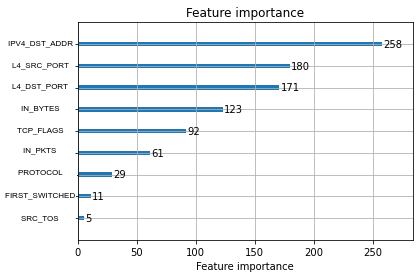 Feature importance
IPV4_DST_ADDR 258
L4_SRC_PORT 180
L4_DST_PORT 171
IN_BYTES 123
TCP_FLAGS 92
IN_PKTS 61
PROTOCOL 29
FIRST_SWITCHED 11
SRC_TOS 5
0 50 100 150 200 250
Feature importance